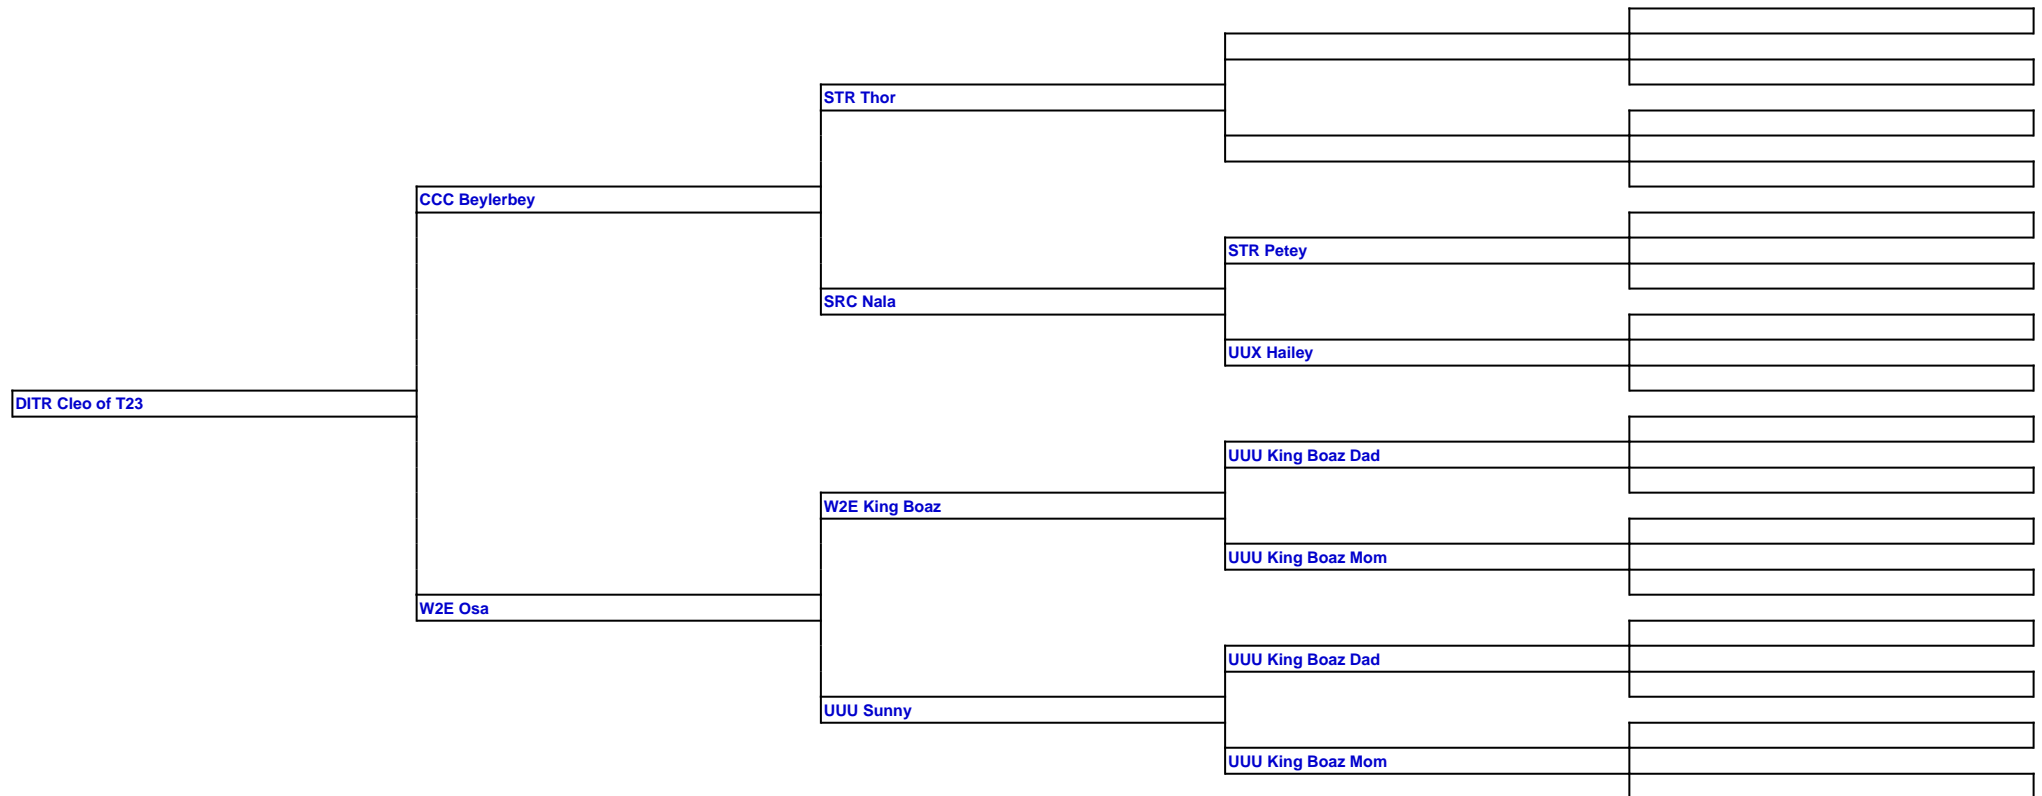 STR Thor
CCC Beylerbey
STR Petey
SRC Nala
UUX Hailey
DITR Cleo of T23
UUU King Boaz Dad
W2E King Boaz
UUU King Boaz Mom
W2E Osa
UUU King Boaz Dad
UUU Sunny
UUU King Boaz Mom